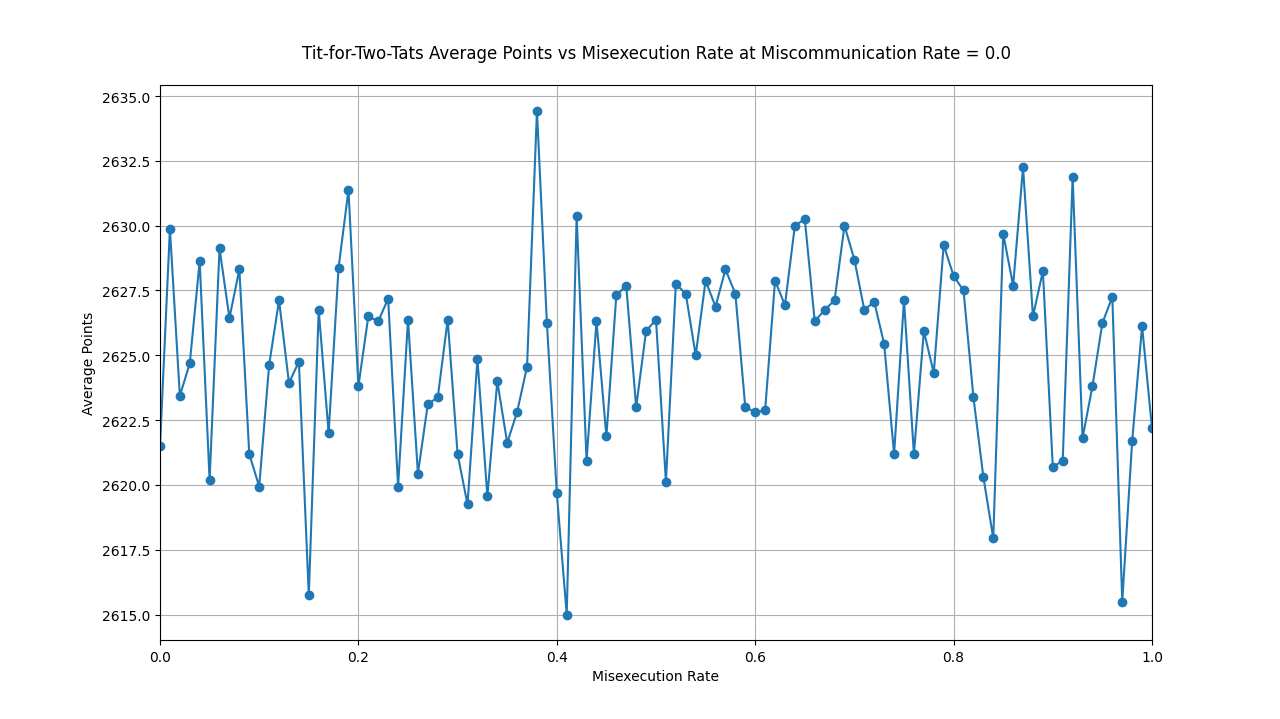 Tit-for-Two-Tats Average Points vs Misexecution Rate at Miscommunication Rate = 0.0
Average Points
2635.0
2632.5
2630.0
2627.5
2625.0
2622.5
2620.0
2617.5
2615.0
0.0 0.2 0.4 0.6 0.8 1.0
Misexecution Rate